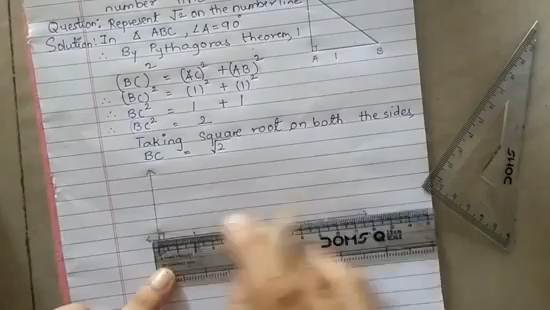 number line
Question: Represent √2 on the numberline
Solution: In Δ ABC, ∠A=90°
∴ By Pythagoras theorem,
(BC)² = (AC)² + (AB)²
∴ (BC)² = (1)² + (1)²
∴ BC² = 1 + 1
∴ BC² = 2
Taking square root on both the sides,
BC = √2
1
A 1 B
DOMS
DOMS